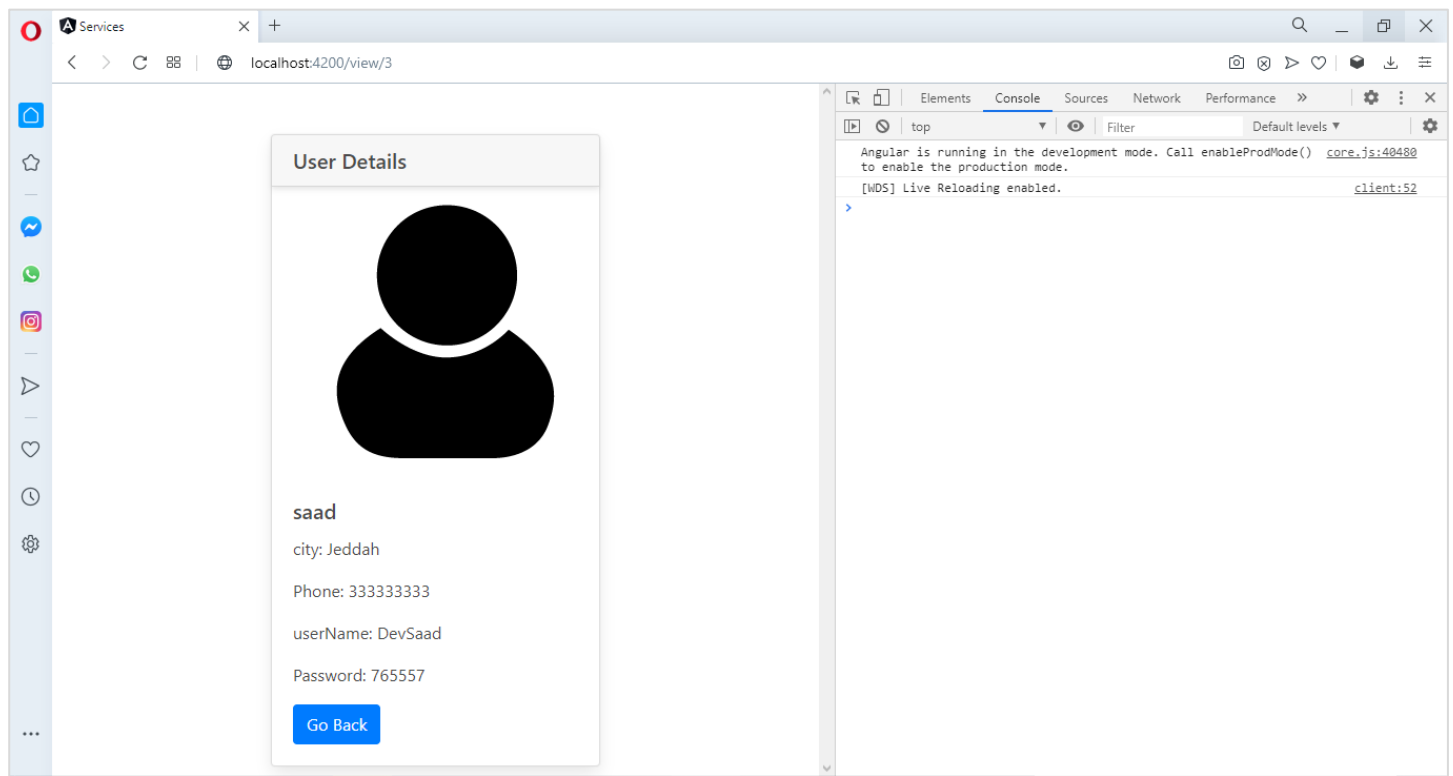 Services
localhost:4200/view/3
Elements Console Sources Network Performance
top Filter Default levels
Angular is running in the development mode. Call enableProdMode() core.js:40480
to enable the production mode.
[WDS] Live Reloading enabled. client:52
User Details
saad
city: Jeddah
Phone: 333333333
userName: DevSaad
Password: 765557
Go Back